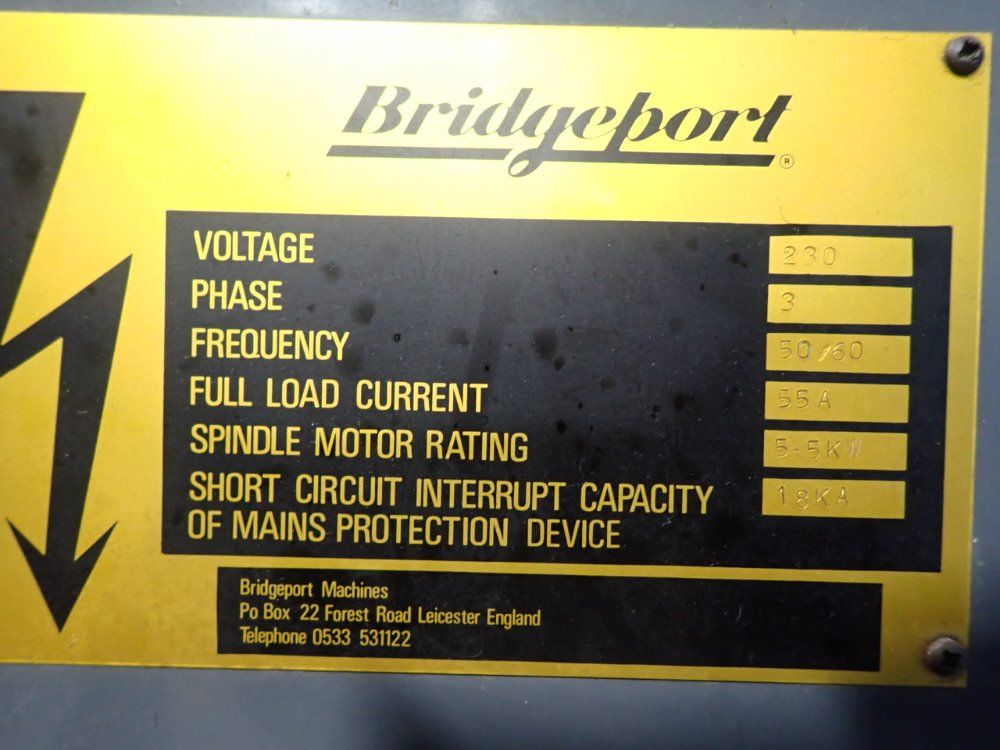 Bridgeport
®
VOLTAGE 230
PHASE 3
FREQUENCY 50/60
FULL LOAD CURRENT 55A
SPINDLE MOTOR RATING 5-5KW
SHORT CIRCUIT INTERRUPT CAPACITY 18KA
OF MAINS PROTECTION DEVICE
Bridgeport Machines
Po Box 22 Forest Road Leicester England
Telephone 0533 531122